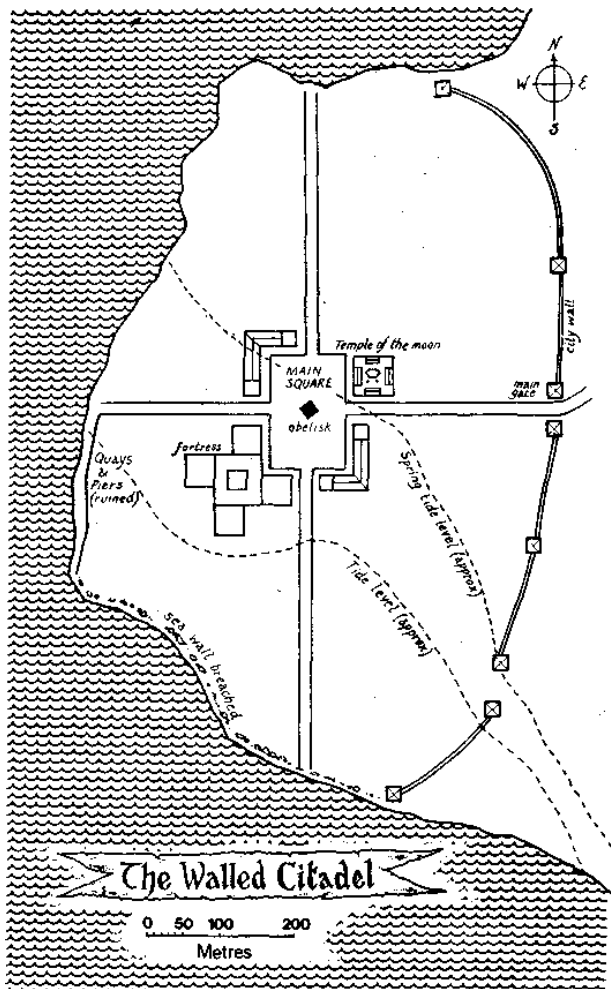 N
W E
S
city wall
Temple of the moon
MAIN
SQUARE
main
gate
obelisk
fortress
Quays
&
Piers
(ruined)
Spring tide level (approx)
Tide level (approx)
sea wall breached
The Walled Citadel
0 50 100 200
Metres